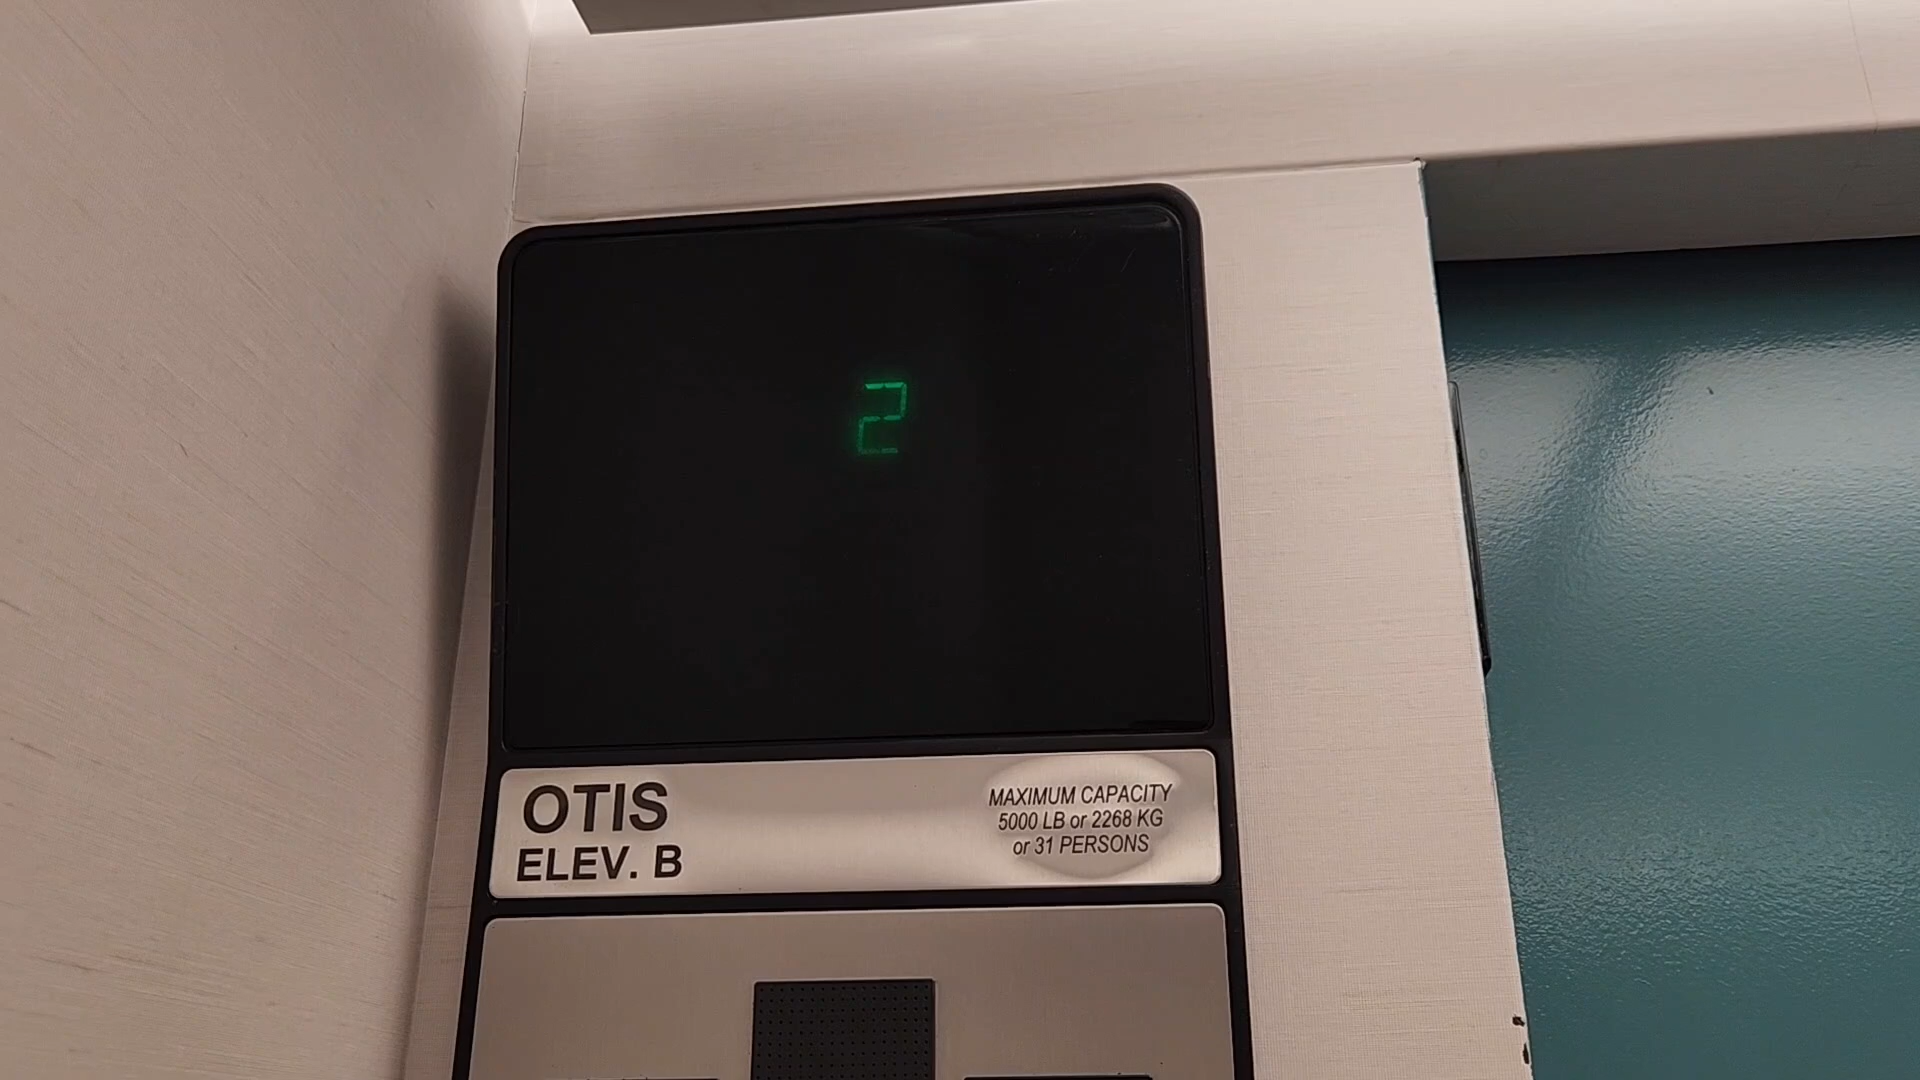 2
OTIS
ELEV. B
MAXIMUM CAPACITY
5000 LB or 2268 KG
or 31 PERSONS